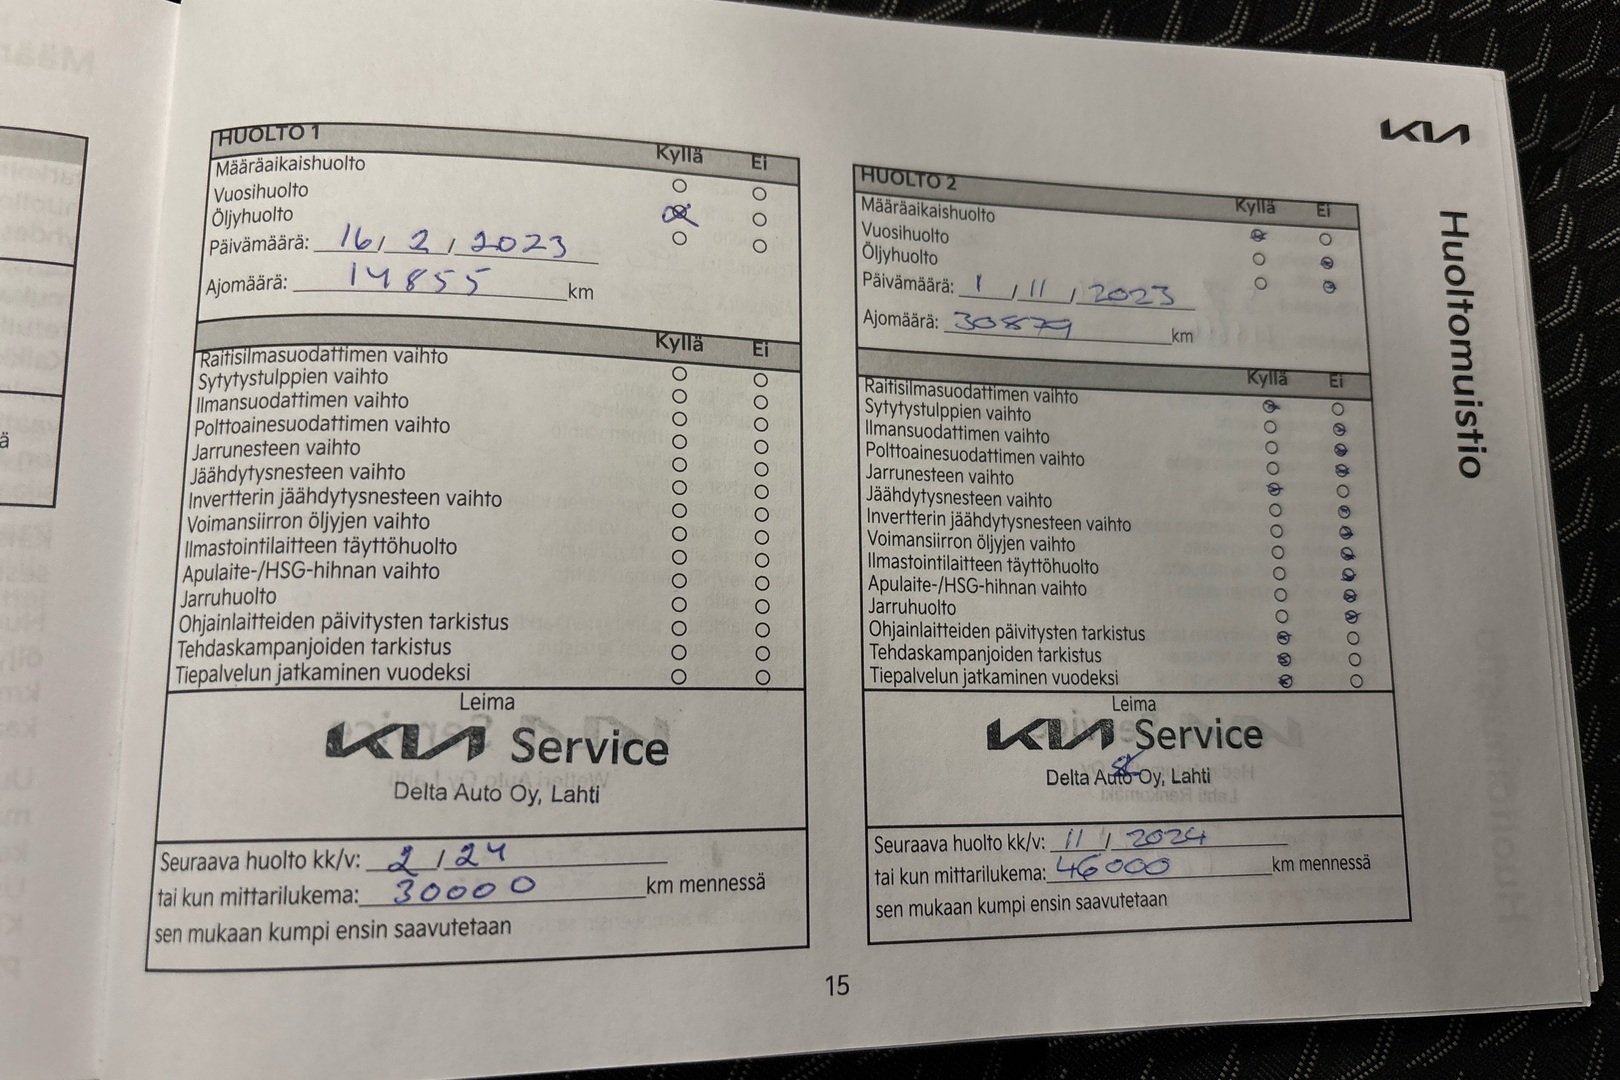 KIA
Huoltomuistio
HUOLTO 1
Kyllä Ei
Määräaikaishuolto
Vuosihuolto
Öljyhuolto
Päivämäärä: 16 / 2 / 2023
Ajomäärä: 14855 km
Kyllä Ei
Raitisilmasuodattimen vaihto
Sytytystulppien vaihto
Ilmansuodattimen vaihto
Polttoainesuodattimen vaihto
Jarrunesteen vaihto
Jäähdytysnesteen vaihto
Invertterin jäähdytysnesteen vaihto
Voimansiirron öljyjen vaihto
Ilmastointilaitteen täyttöhuolto
Apulaite-/HSG-hihnan vaihto
Jarruhuolto
Ohjainlaitteiden päivitysten tarkistus
Tehdaskampanjoiden tarkistus
Tiepalvelun jatkaminen vuodeksi
Leima
KIA Service
Delta Auto Oy, Lahti
Seuraava huolto kk/v: 2 / 24
tai kun mittarilukema: 30000 km mennessä
sen mukaan kumpi ensin saavutetaan
HUOLTO 2
Kyllä Ei
Määräaikaishuolto
Vuosihuolto
Öljyhuolto
Päivämäärä: 1 / 11 / 2023
Ajomäärä: 30879 km
Kyllä Ei
Raitisilmasuodattimen vaihto
Sytytystulppien vaihto
Ilmansuodattimen vaihto
Polttoainesuodattimen vaihto
Jarrunesteen vaihto
Jäähdytysnesteen vaihto
Invertterin jäähdytysnesteen vaihto
Voimansiirron öljyjen vaihto
Ilmastointilaitteen täyttöhuolto
Apulaite-/HSG-hihnan vaihto
Jarruhuolto
Ohjainlaitteiden päivitysten tarkistus
Tehdaskampanjoiden tarkistus
Tiepalvelun jatkaminen vuodeksi
Leima
KIA Service
Delta Auto Oy, Lahti
Seuraava huolto kk/v: 11 / 2024
tai kun mittarilukema: 46000 km mennessä
sen mukaan kumpi ensin saavutetaan
15